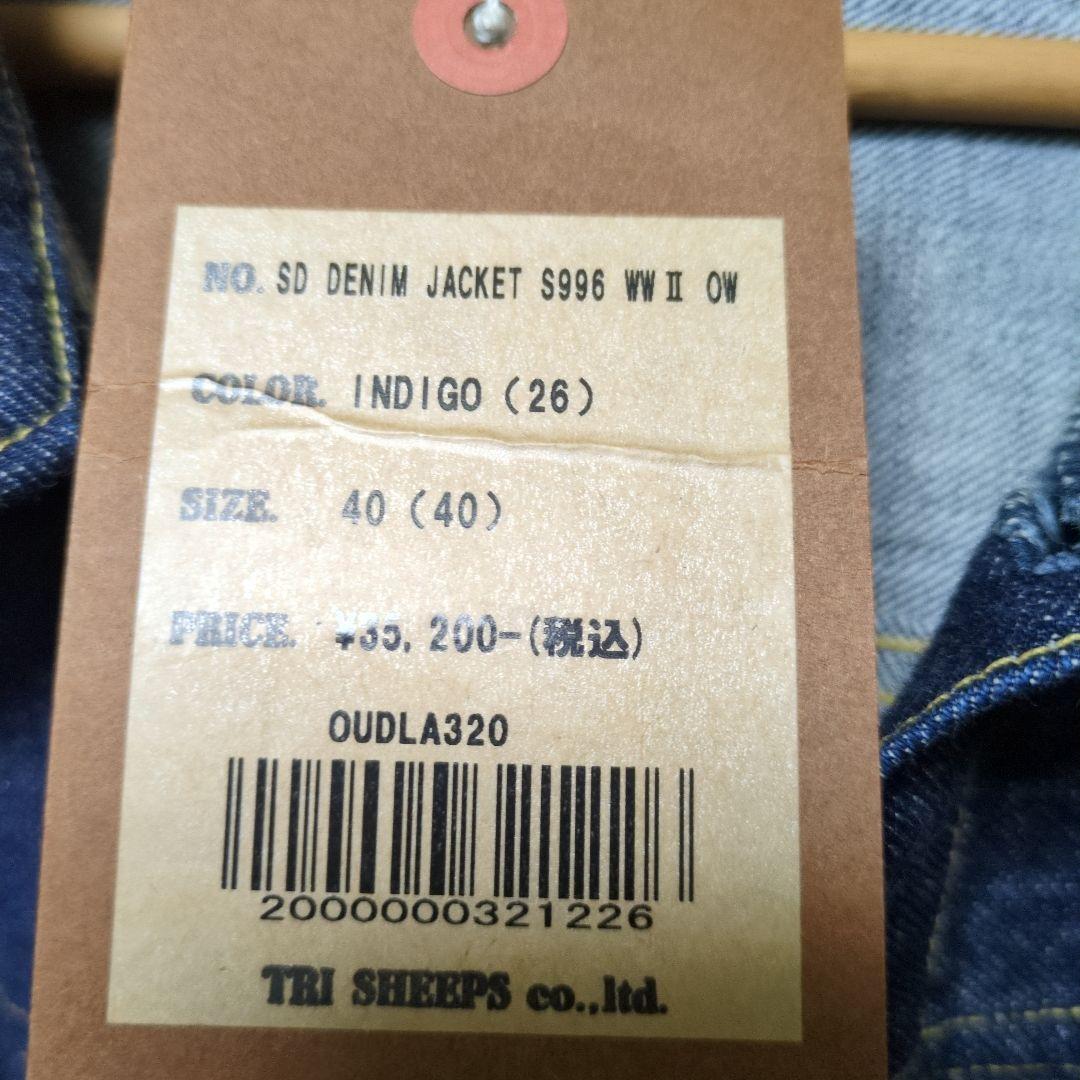 NO. SD DENIM JACKET S996 WWⅡ OW
COLOR. INDIGO (26)
SIZE. 40 (40)
PRICE. ¥35,200-(税込)
OUDLA320
2000000321226
TRI SHEEPS co.,ltd.